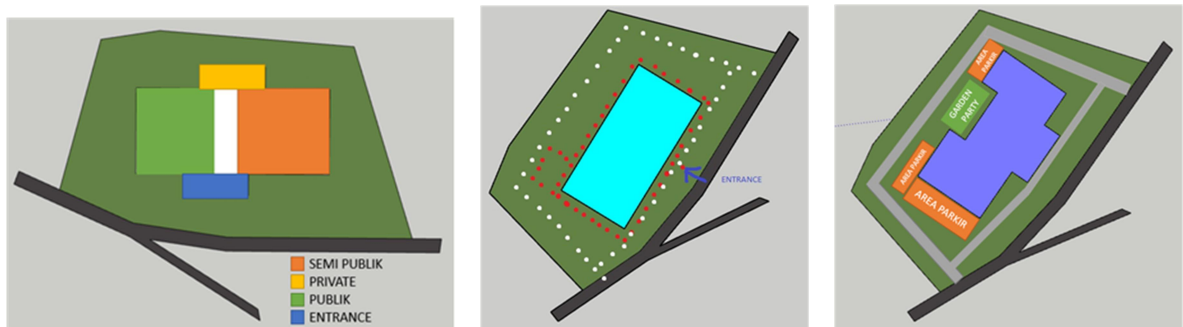 SEMI PUBLIK
PRIVATE
PUBLIK
ENTRANCE
ENTRANCE
AREA
PARKIR
GARDEN
PARTY
AREA PARKIR
AREA PARKIR